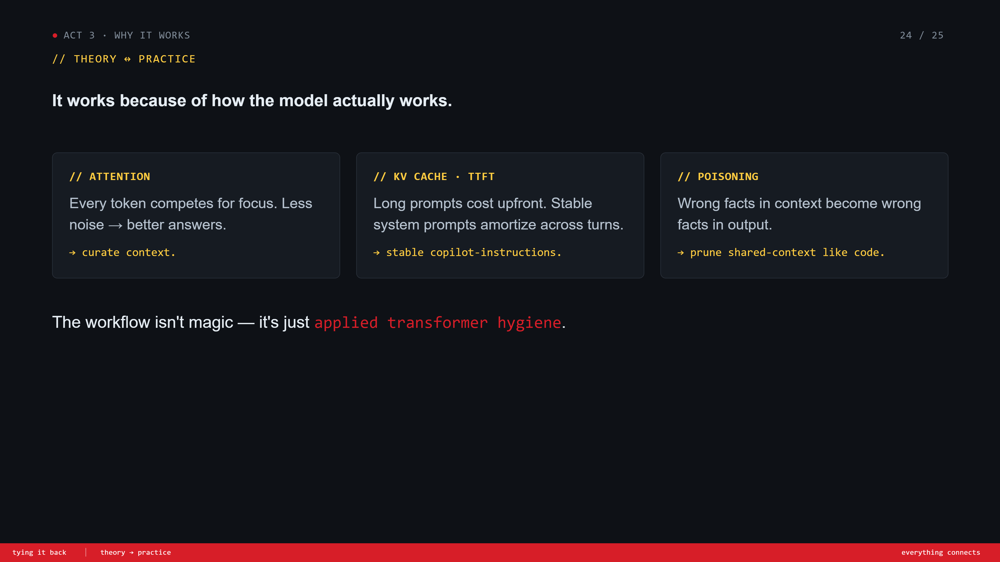 ● ACT 3 · WHY IT WORKS
24 / 25
// THEORY ↔ PRACTICE
It works because of how the model actually works.
// ATTENTION
Every token competes for focus. Less
noise → better answers.
→ curate context.
// KV CACHE · TTFT
Long prompts cost upfront. Stable
system prompts amortize across turns.
→ stable copilot-instructions.
// POISONING
Wrong facts in context become wrong
facts in output.
→ prune shared-context like code.
The workflow isn't magic — it's just applied transformer hygiene.
tying it back
theory → practice
everything connects